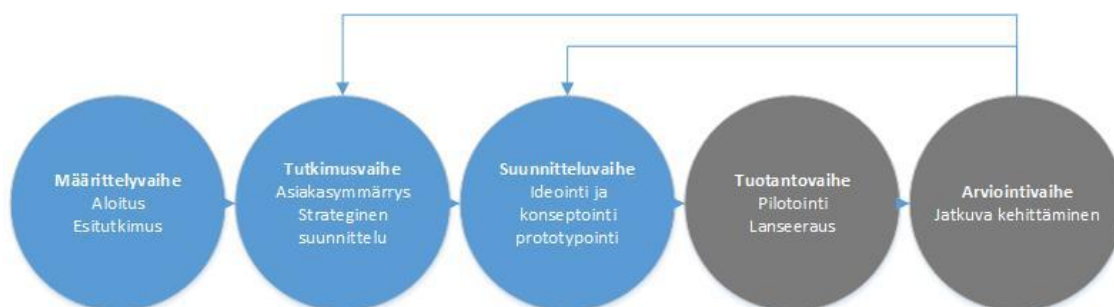 Määrittelyvaihe
Aloitus
Esitutkimus
Tutkimusvaihe
Asiakasymmärrys
Strateginen
suunnittelu
Suunnitteluvaihe
Ideointi ja
konseptointi
prototypointi
Tuotantovaihe
Pilotointi
Lanseeraus
Arviointivaihe
Jatkuva kehittäminen